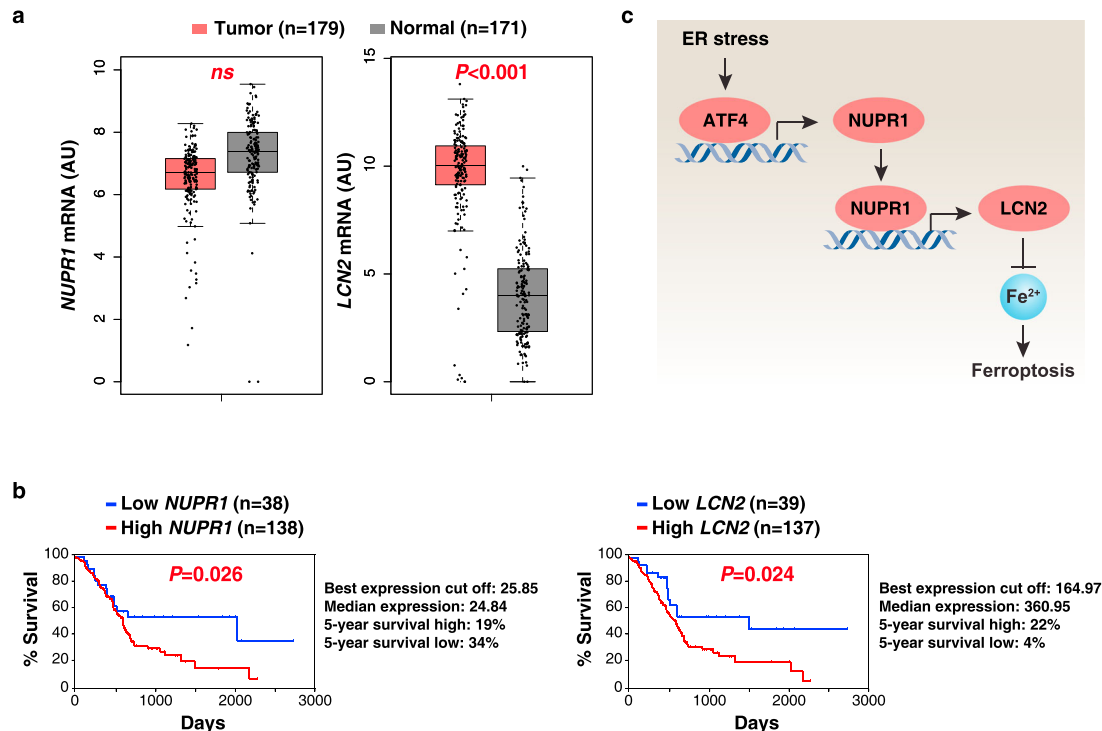 a
Tumor (n=179) Normal (n=171)
NUPR1 mRNA (AU)
10
8
6
4
2
0
ns
LCN2 mRNA (AU)
15
10
5
0
P<0.001
c
ER stress
ATF4
NUPR1
NUPR1
LCN2
Fe²⁺
Ferroptosis
b
Low NUPR1 (n=38)
High NUPR1 (n=138)
% Survival
100
80
60
40
20
0
P=0.026
0 1000 2000 3000
Days
Best expression cut off: 25.85
Median expression: 24.84
5-year survival high: 19%
5-year survival low: 34%
Low LCN2 (n=39)
High LCN2 (n=137)
% Survival
100
80
60
40
20
0
P=0.024
0 1000 2000 3000
Days
Best expression cut off: 164.97
Median expression: 360.95
5-year survival high: 22%
5-year survival low: 4%